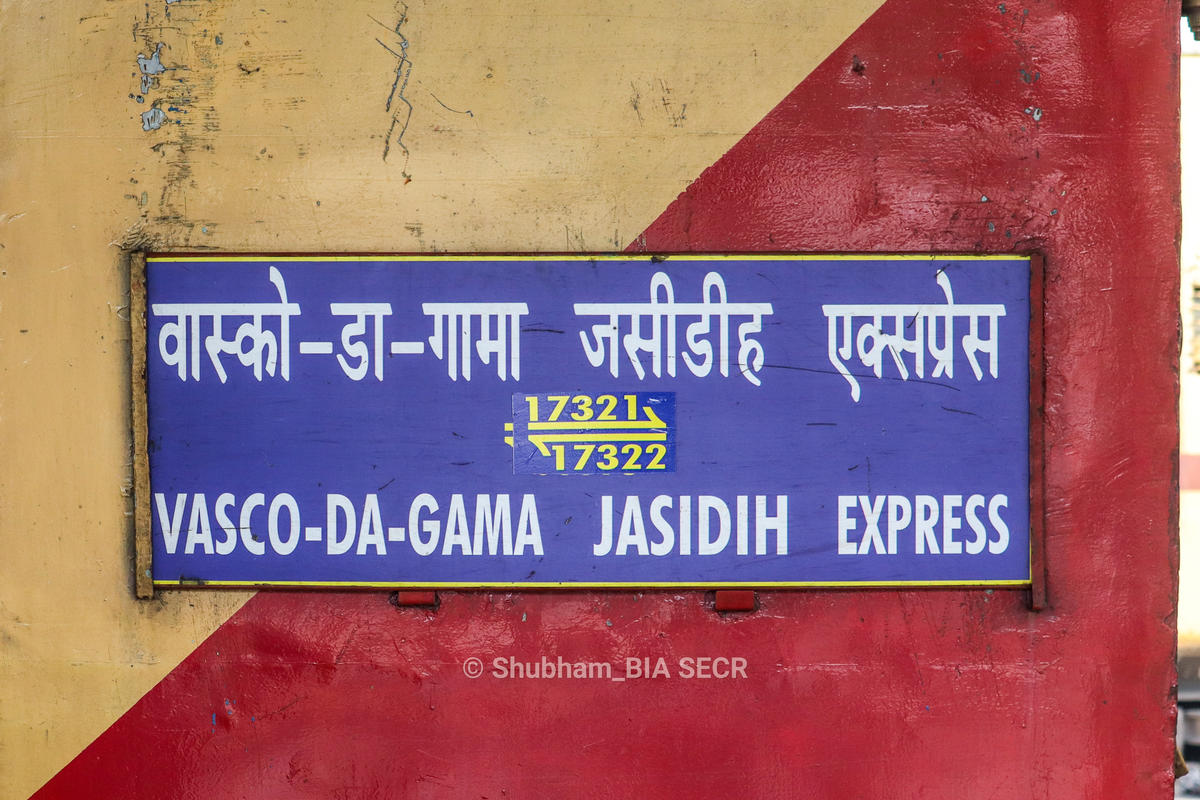 वास्को-डा-गामा जसीडीह एक्सप्रेस
17321
17322
VASCO-DA-GAMA JASIDIH EXPRESS
© Shubham_BIA SECR